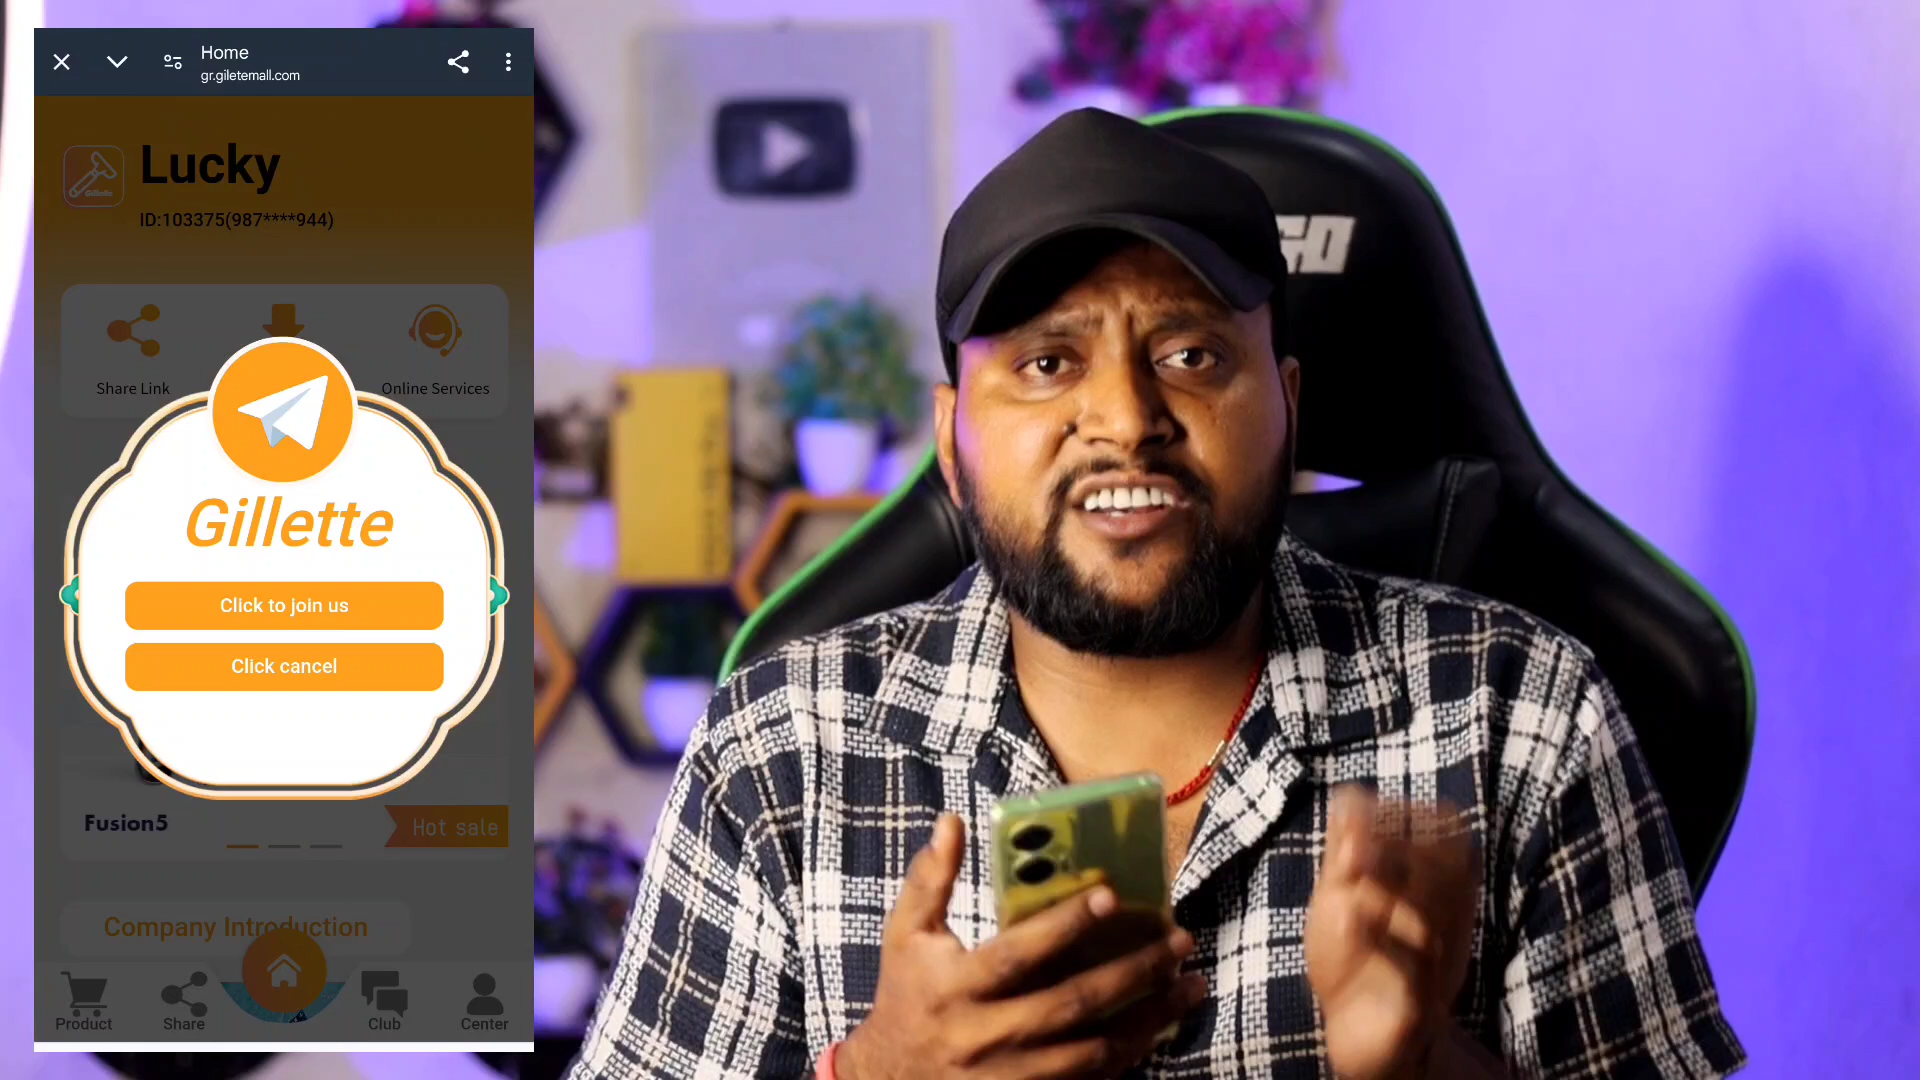 Home
gr.giletemall.com
Lucky
ID:103375(987****944)
Share Link
Online Services
Gillette
Click to join us
Click cancel
Fusion5
Hot sale
Company Introduction
Product
Share
Club
Center